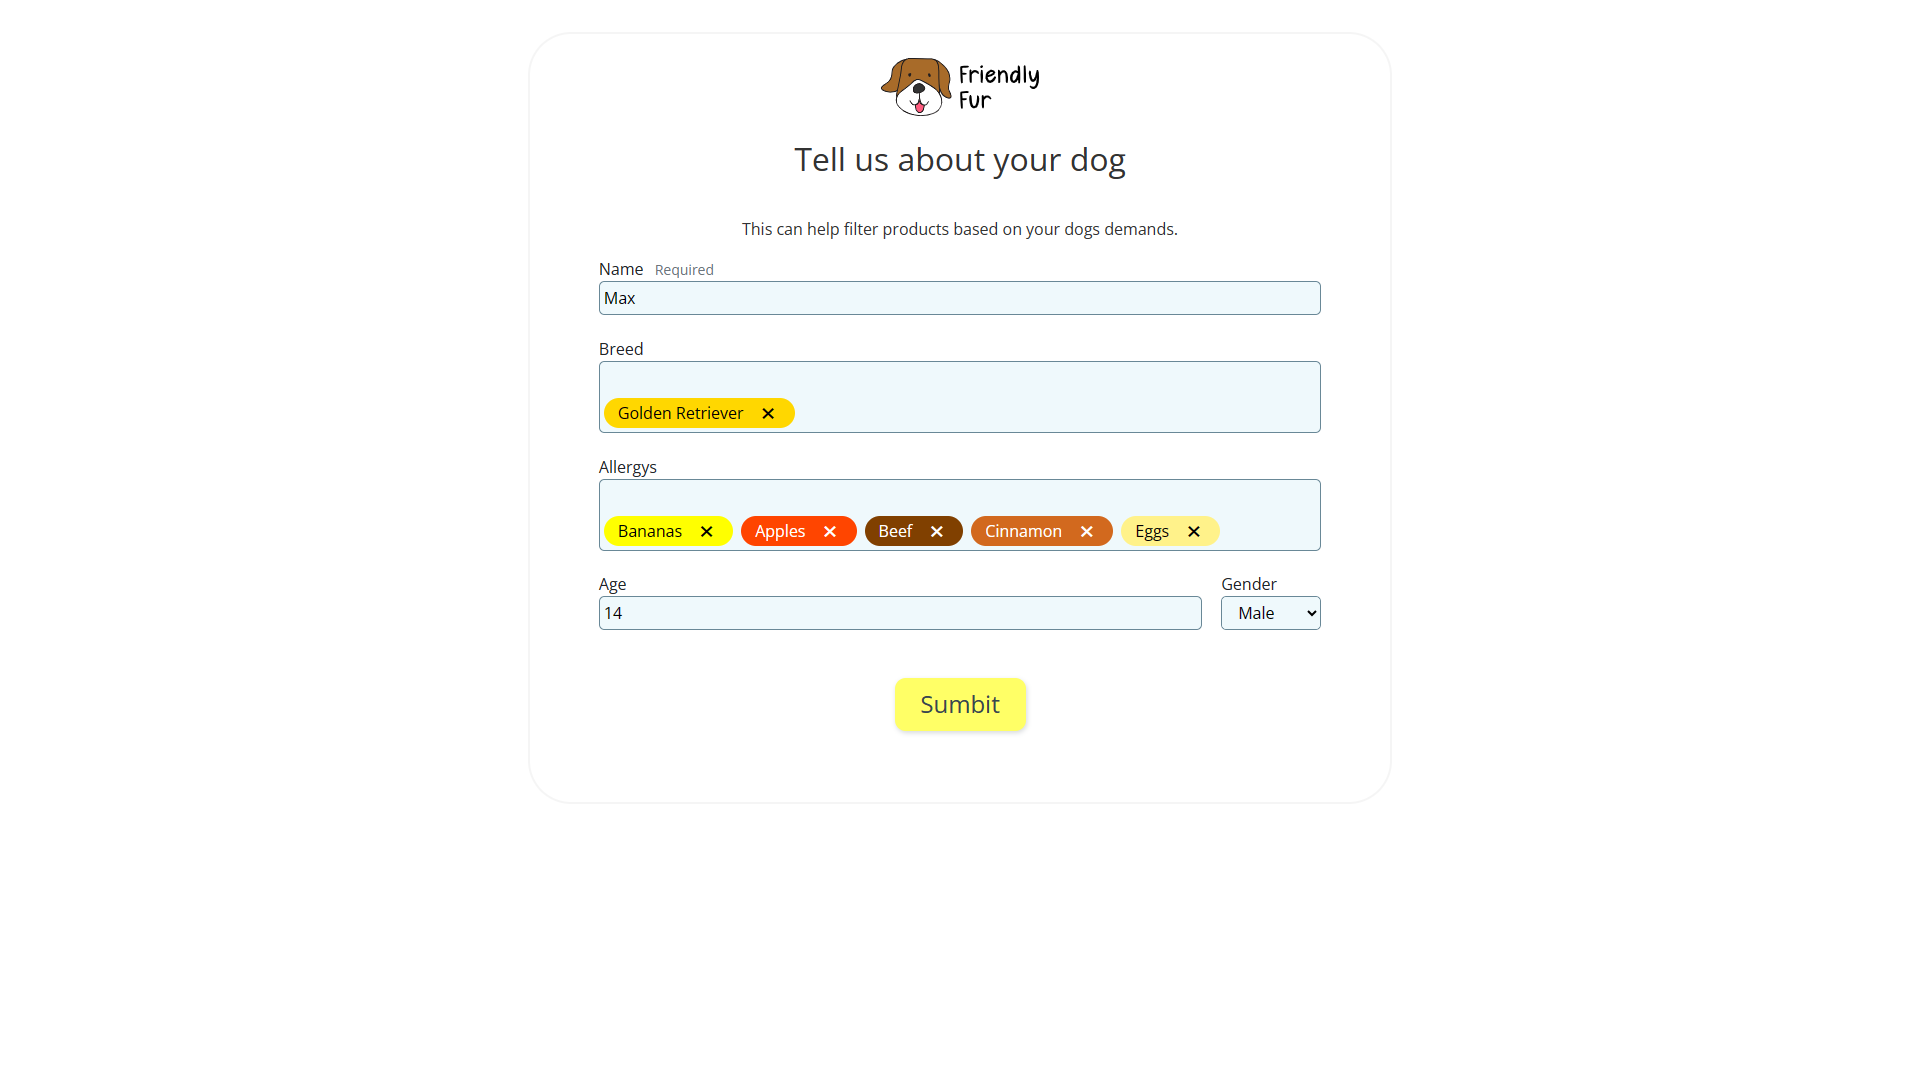 Friendly
Fur
Tell us about your dog
This can help filter products based on your dogs demands.
Name Required
Max
Breed
Golden Retriever ×
Allergys
Bananas × Apples × Beef × Cinnamon × Eggs ×
Age Gender
14 Male
Sumbit